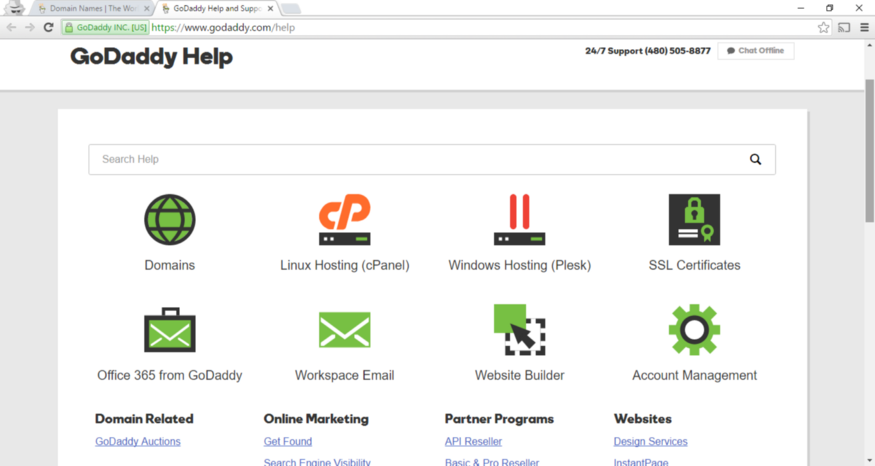 Domain Names | The Wor
GoDaddy Help and Suppo
GoDaddy INC. [US] https://www.godaddy.com/help
GoDaddy Help
24/7 Support (480) 505-8877
Chat Offline
Search Help
Domains
Linux Hosting (cPanel)
Windows Hosting (Plesk)
SSL Certificates
Office 365 from GoDaddy
Workspace Email
Website Builder
Account Management
Domain Related
Online Marketing
Partner Programs
Websites
GoDaddy Auctions
Get Found
API Reseller
Design Services
Search Engine Visibility
Basic & Pro Reseller
InstantPage